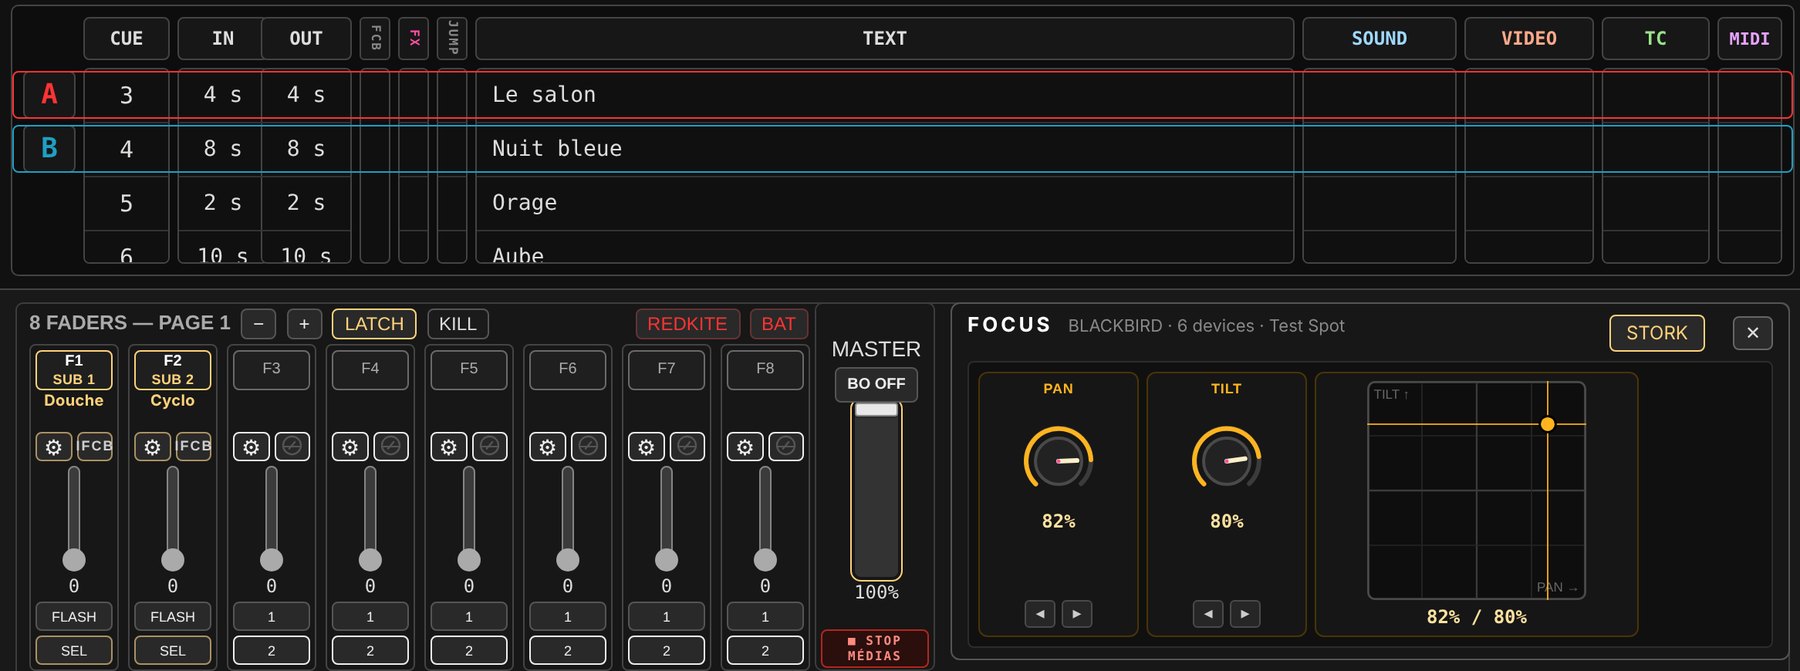 CUE IN OUT FCB FX JUMP TEXT SOUND VIDEO TC MIDI
A 3 4 s 4 s Le salon
B 4 8 s 8 s Nuit bleue
5 2 s 2 s Orage
6 10 s 10 s Aube
8 FADERS — PAGE 1 − + LATCH KILL REDKITE BAT
F1 F2 F3 F4 F5 F6 F7 F8
SUB 1 SUB 2
Douche Cyclo
IFCB IFCB
0 0 0 0 0 0 0 0
FLASH FLASH 1 1 1 1 1 1
SEL SEL 2 2 2 2 2 2
MASTER
BO OFF
100%
■ STOP
MÉDIAS
FOCUS BLACKBIRD · 6 devices · Test Spot STORK ✕
PAN TILT
TILT ↑
82% 80%
PAN →
◀ ▶ ◀ ▶
82% / 80%